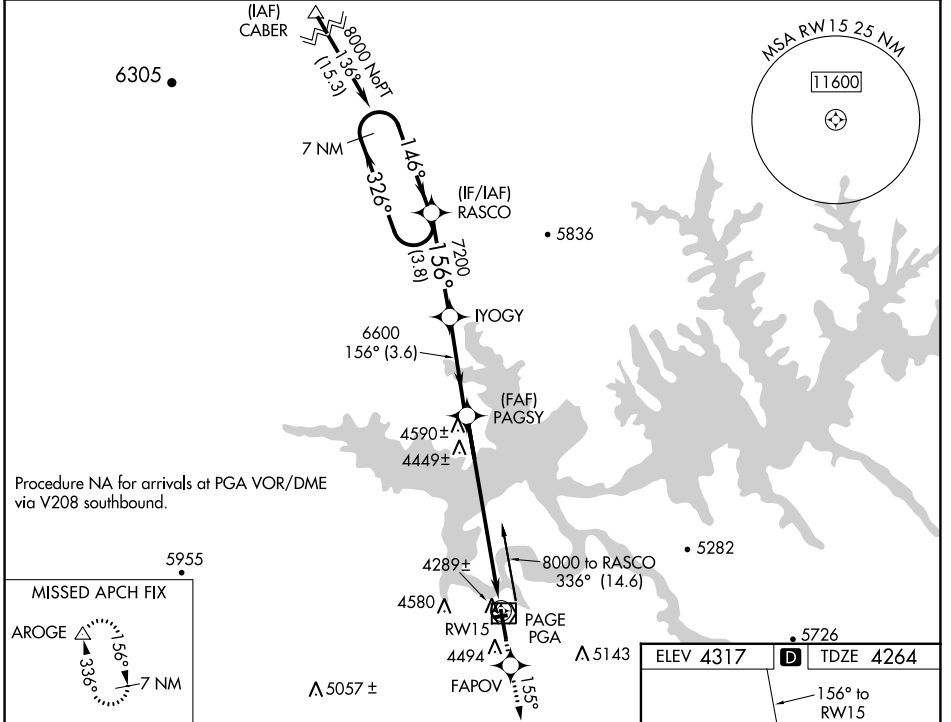 (IAF)
CABER
8000 NoPT
136°
(15.3)
6305
MSA RW15 25 NM
11600
7 NM
146°
326°
(IF/IAF)
RASCO
5836
7200
156°
(3.8)
IYOGY
6600
156° (3.6)
(FAF)
PAGSY
4590±
4449±
Procedure NA for arrivals at PGA VOR/DME
via V208 southbound.
5282
5955
4289±
8000 to RASCO
336° (14.6)
MISSED APCH FIX
4580
RW15
PAGE
PGA
AROGE
156°
336°
7 NM
4494
5143
5726
FAPOV
155°
5057 ±
ELEV 4317
D
TDZE 4264
156° to
RW15